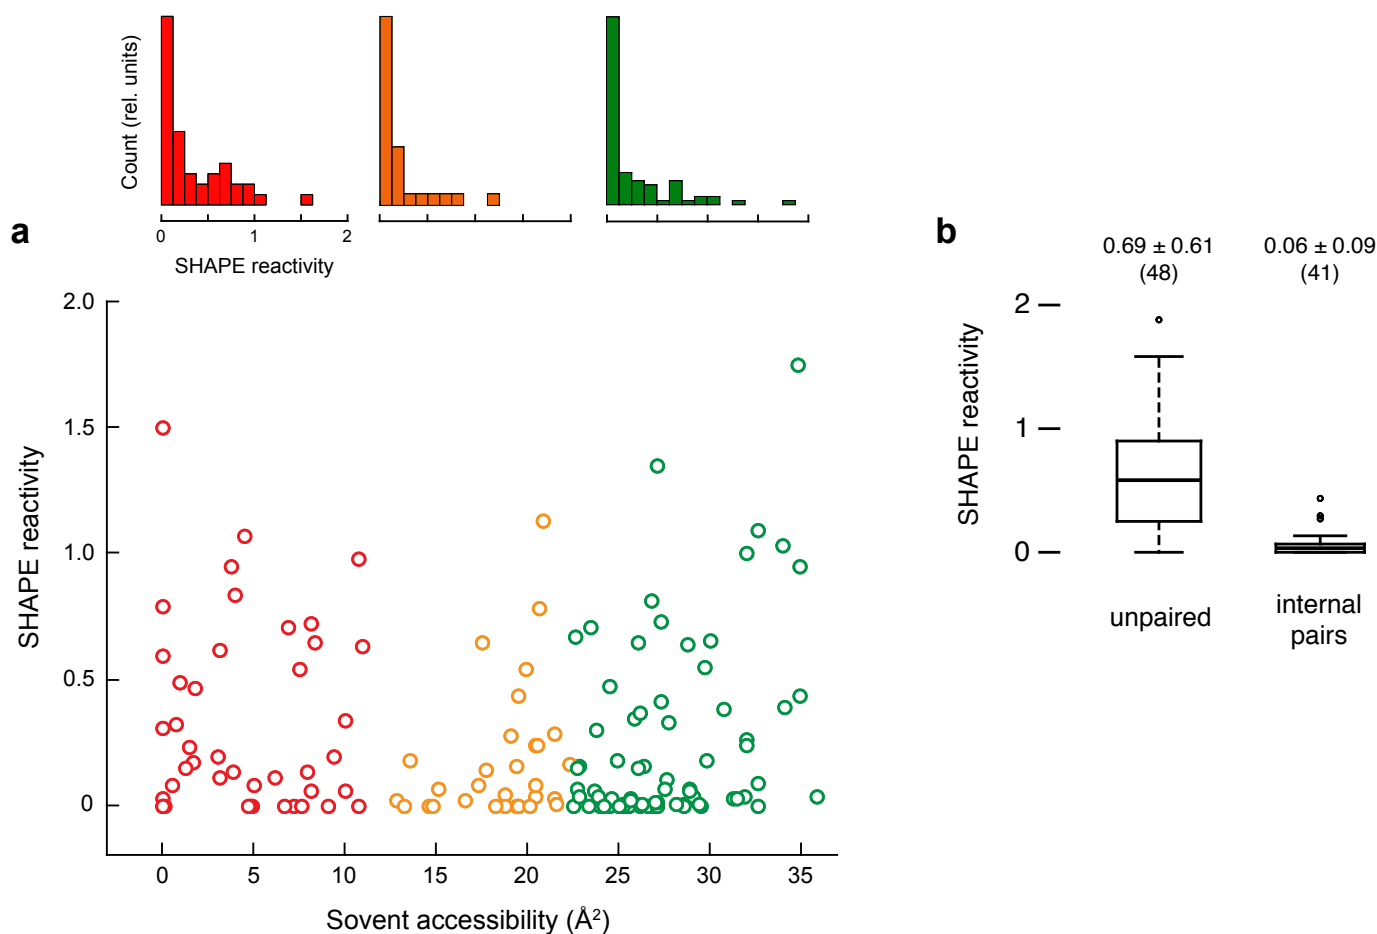 Count (rel. units)
0 1 2
SHAPE reactivity
a
2.0
1.5
1.0
0.5
0
SHAPE reactivity
0 5 10 15 20 25 30 35
Sovent accessibility (Å²)
b
0.69 ± 0.61 0.06 ± 0.09
(48) (41)
2
1
0
SHAPE reactivity
unpaired
internal
pairs